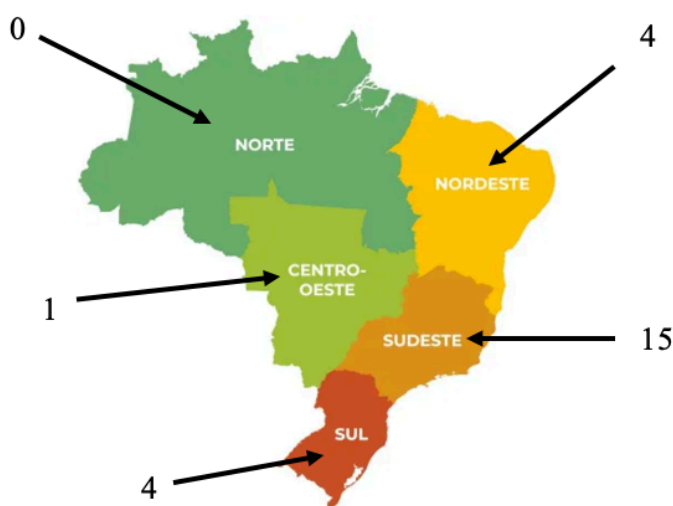 0
4
NORTE
NORDESTE
CENTRO-
OESTE
1
SUDESTE
15
SUL
4